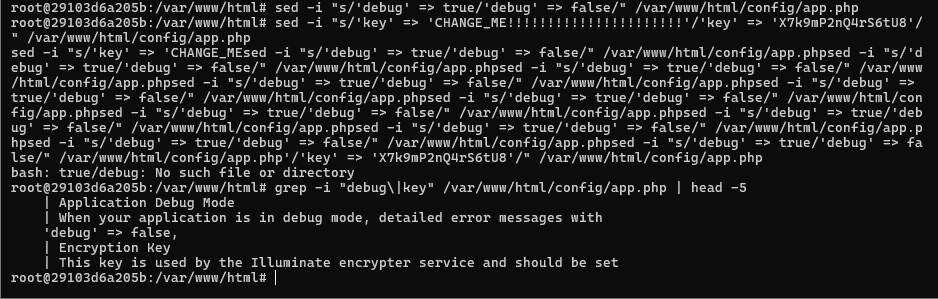 root@29103d6a205b:/var/www/html# sed -i "s/'debug' => true/'debug' => false/" /var/www/html/config/app.php
root@29103d6a205b:/var/www/html# sed -i "s/'key' => 'CHANGE_ME!!!!!!!!!!!!!!!!!!!!!!!'/'key' => 'X7k9mP2nQ4rS6tU8'/
" /var/www/html/config/app.php
sed -i "s/'key' => 'CHANGE_MEsed -i "s/'debug' => true/'debug' => false/" /var/www/html/config/app.phpsed -i "s/'d
ebug' => true/'debug' => false/" /var/www/html/config/app.phpsed -i "s/'debug' => true/'debug' => false/" /var/www
/html/config/app.phpsed -i "s/'debug' => true/'debug' => false/" /var/www/html/config/app.phpsed -i "s/'debug' =>
true/'debug' => false/" /var/www/html/config/app.phpsed -i "s/'debug' => true/'debug' => false/" /var/www/html/con
fig/app.phpsed -i "s/'debug' => true/'debug' => false/" /var/www/html/config/app.phpsed -i "s/'debug' => true/'deb
ug' => false/" /var/www/html/config/app.phpsed -i "s/'debug' => true/'debug' => false/" /var/www/html/config/app.p
hpsed -i "s/'debug' => true/'debug' => false/" /var/www/html/config/app.phpsed -i "s/'debug' => true/'debug' => fa
lse/" /var/www/html/config/app.php'/'key' => 'X7k9mP2nQ4rS6tU8'/" /var/www/html/config/app.php
bash: true/debug: No such file or directory
root@29103d6a205b:/var/www/html# grep -i "debug\|key" /var/www/html/config/app.php | head -5
    | Application Debug Mode
    | When your application is in debug mode, detailed error messages with
    'debug' => false,
    | Encryption Key
    | This key is used by the Illuminate encrypter service and should be set
root@29103d6a205b:/var/www/html#